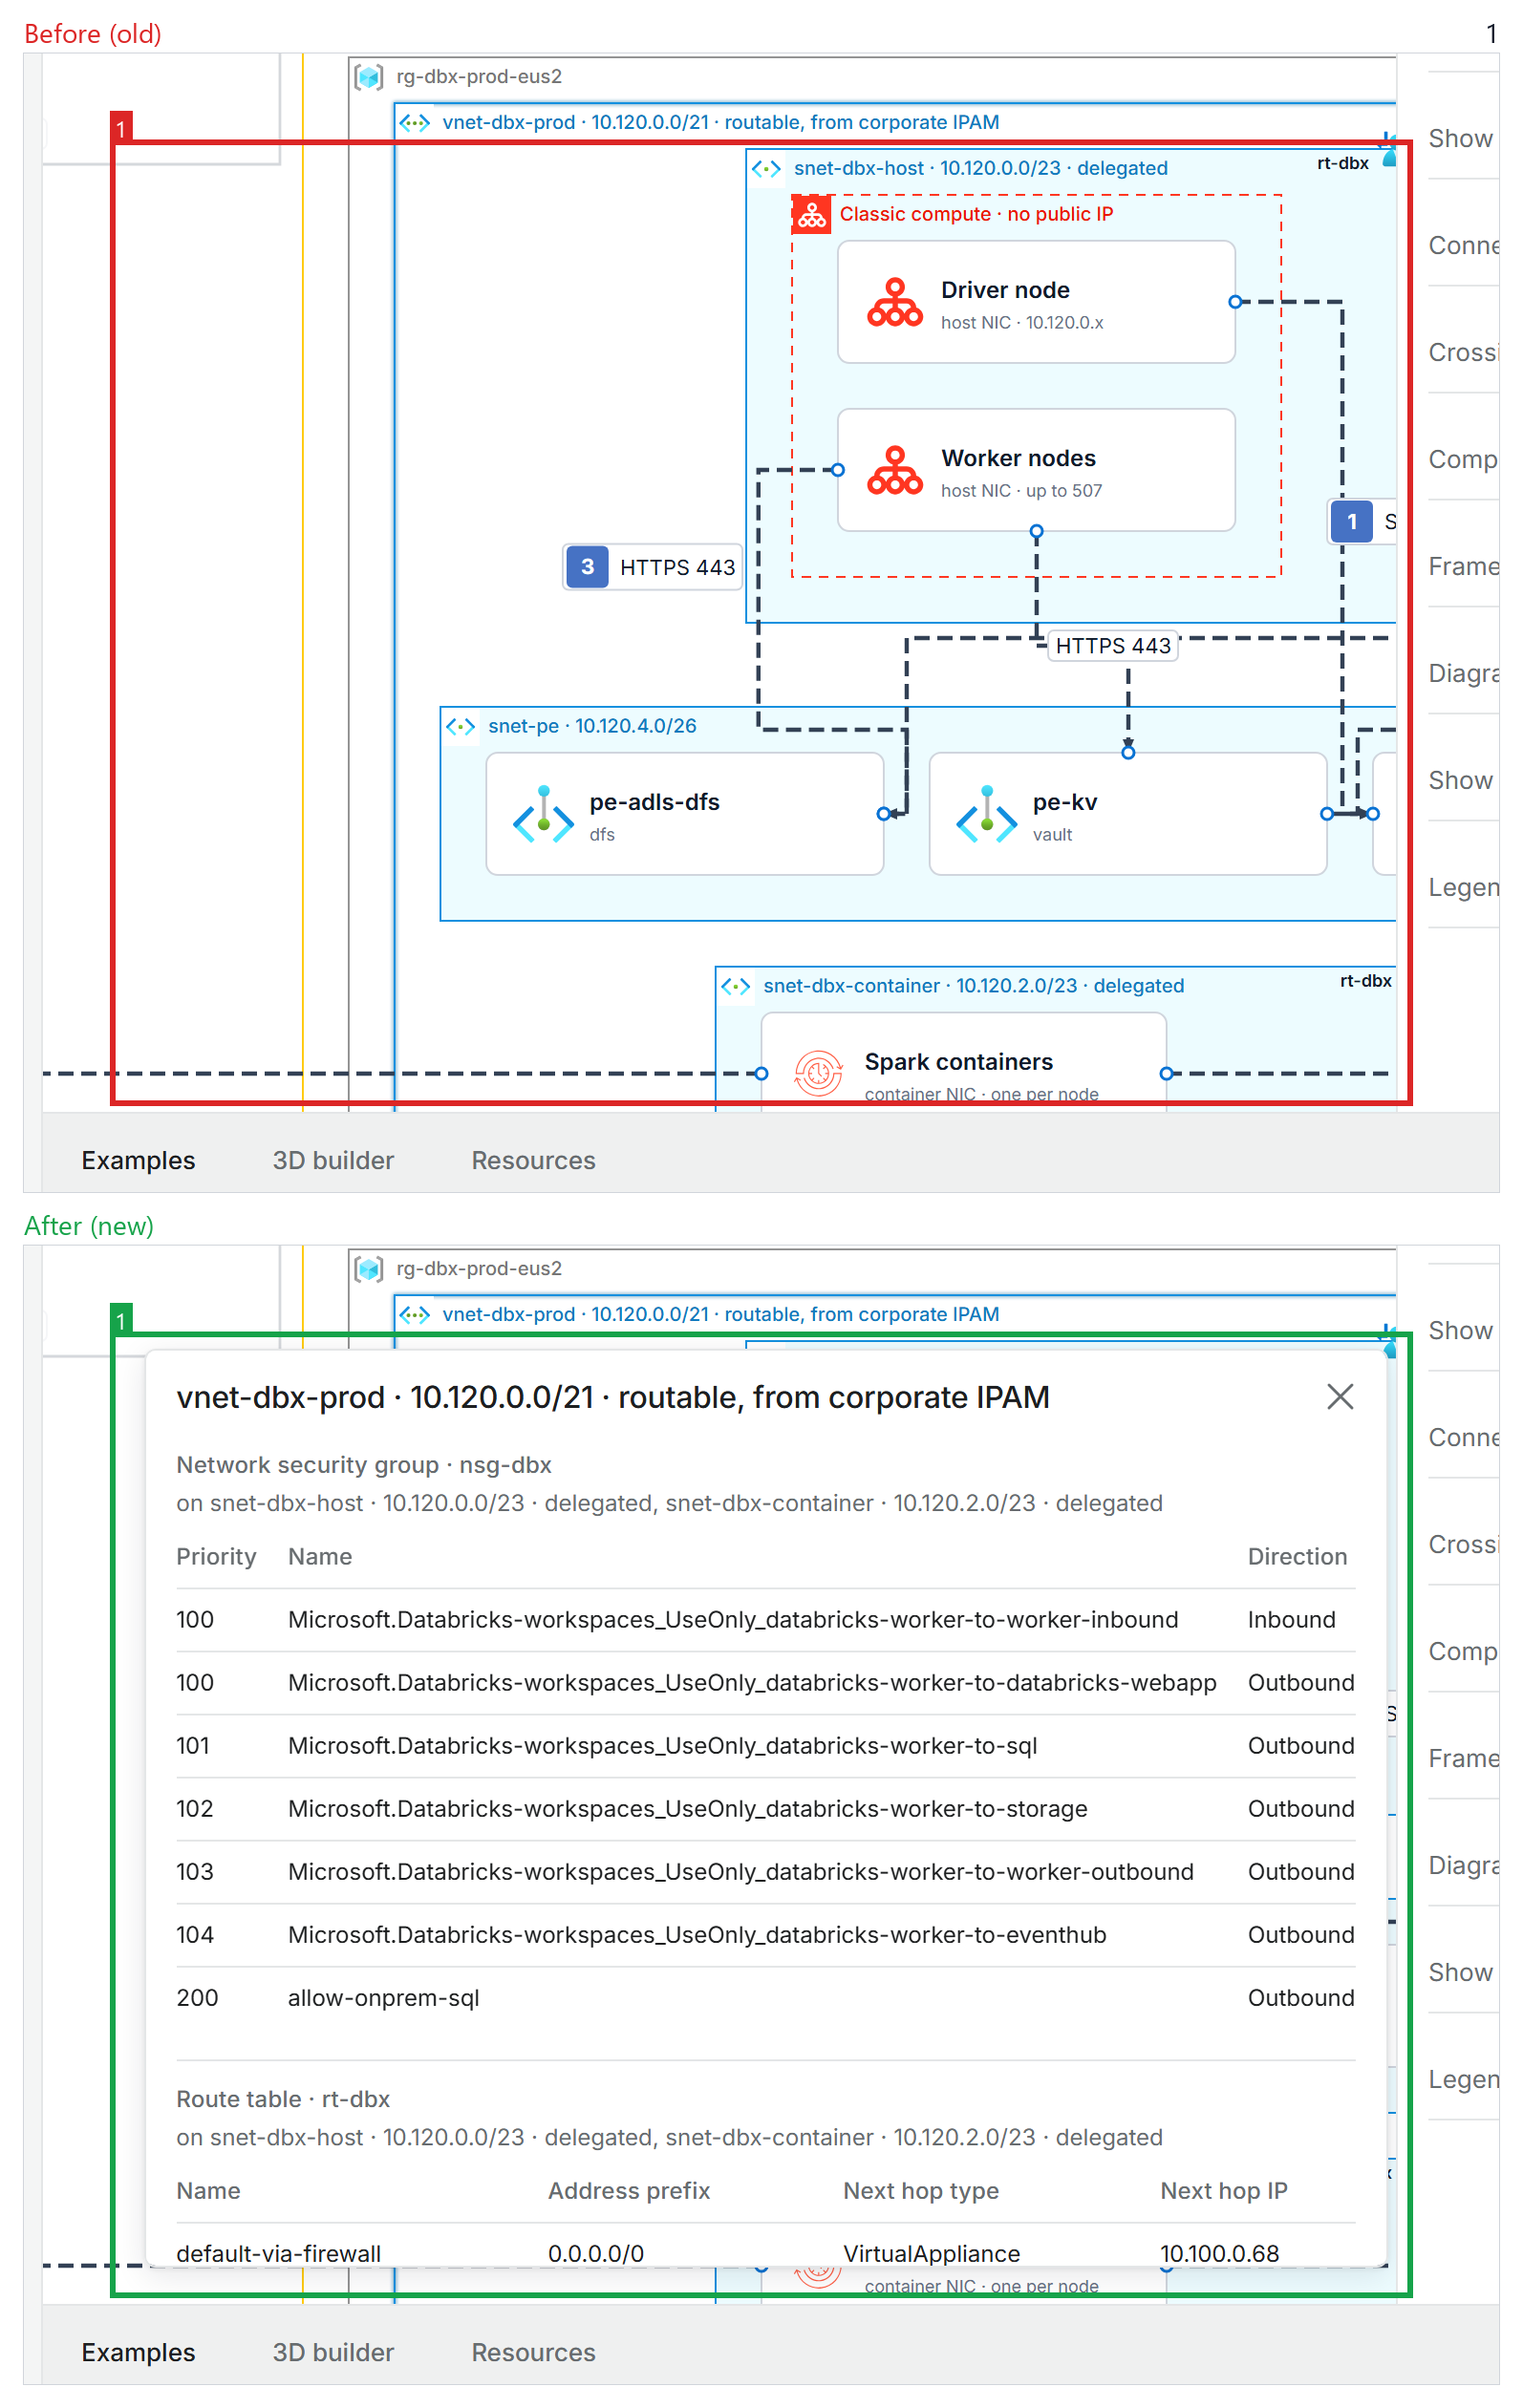 Before (old)
1
rg-dbx-prod-eus2
vnet-dbx-prod · 10.120.0.0/21 · routable, from corporate IPAM
1
Show
snet-dbx-host · 10.120.0.0/23 · delegated
rt-dbx
Classic compute · no public IP
Conne
Driver node
host NIC · 10.120.0.x
Crossi
Worker nodes
host NIC · up to 507
Comp
1 S
3 HTTPS 443
Frame
HTTPS 443
Diagra
snet-pe · 10.120.4.0/26
pe-adls-dfs
dfs
pe-kv
vault
Show
Legen
snet-dbx-container · 10.120.2.0/23 · delegated
rt-dbx
Spark containers
container NIC · one per node
Examples 3D builder Resources
After (new)
rg-dbx-prod-eus2
vnet-dbx-prod · 10.120.0.0/21 · routable, from corporate IPAM
1
Show
vnet-dbx-prod · 10.120.0.0/21 · routable, from corporate IPAM
Conne
Network security group · nsg-dbx
on snet-dbx-host · 10.120.0.0/23 · delegated, snet-dbx-container · 10.120.2.0/23 · delegated
Priority Name Direction
Crossi
100 Microsoft.Databricks-workspaces_UseOnly_databricks-worker-to-worker-inbound Inbound
Comp
100 Microsoft.Databricks-workspaces_UseOnly_databricks-worker-to-databricks-webapp Outbound
S
101 Microsoft.Databricks-workspaces_UseOnly_databricks-worker-to-sql Outbound
Frame
102 Microsoft.Databricks-workspaces_UseOnly_databricks-worker-to-storage Outbound
Diagra
103 Microsoft.Databricks-workspaces_UseOnly_databricks-worker-to-worker-outbound Outbound
104 Microsoft.Databricks-workspaces_UseOnly_databricks-worker-to-eventhub Outbound
Show
200 allow-onprem-sql Outbound
Legen
Route table · rt-dbx
on snet-dbx-host · 10.120.0.0/23 · delegated, snet-dbx-container · 10.120.2.0/23 · delegated
Name Address prefix Next hop type Next hop IP
default-via-firewall 0.0.0.0/0 VirtualAppliance 10.100.0.68
container NIC · one per node
Examples 3D builder Resources